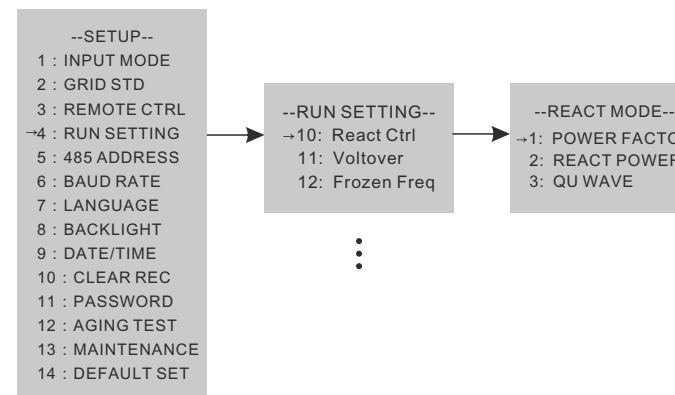 --SETUP--
1 : INPUT MODE
2 : GRID STD
3 : REMOTE CTRL
→4 : RUN SETTING
5 : 485 ADDRESS
6 : BAUD RATE
7 : LANGUAGE
8 : BACKLIGHT
9 : DATE/TIME
10 : CLEAR REC
11 : PASSWORD
12 : AGING TEST
13 : MAINTENANCE
14 : DEFAULT SET
--RUN SETTING--
→10: React Ctrl
11: Voltover
12: Frozen Freq
--REACT MODE--
→1: POWER FACTO
2: REACT POWER
3: QU WAVE